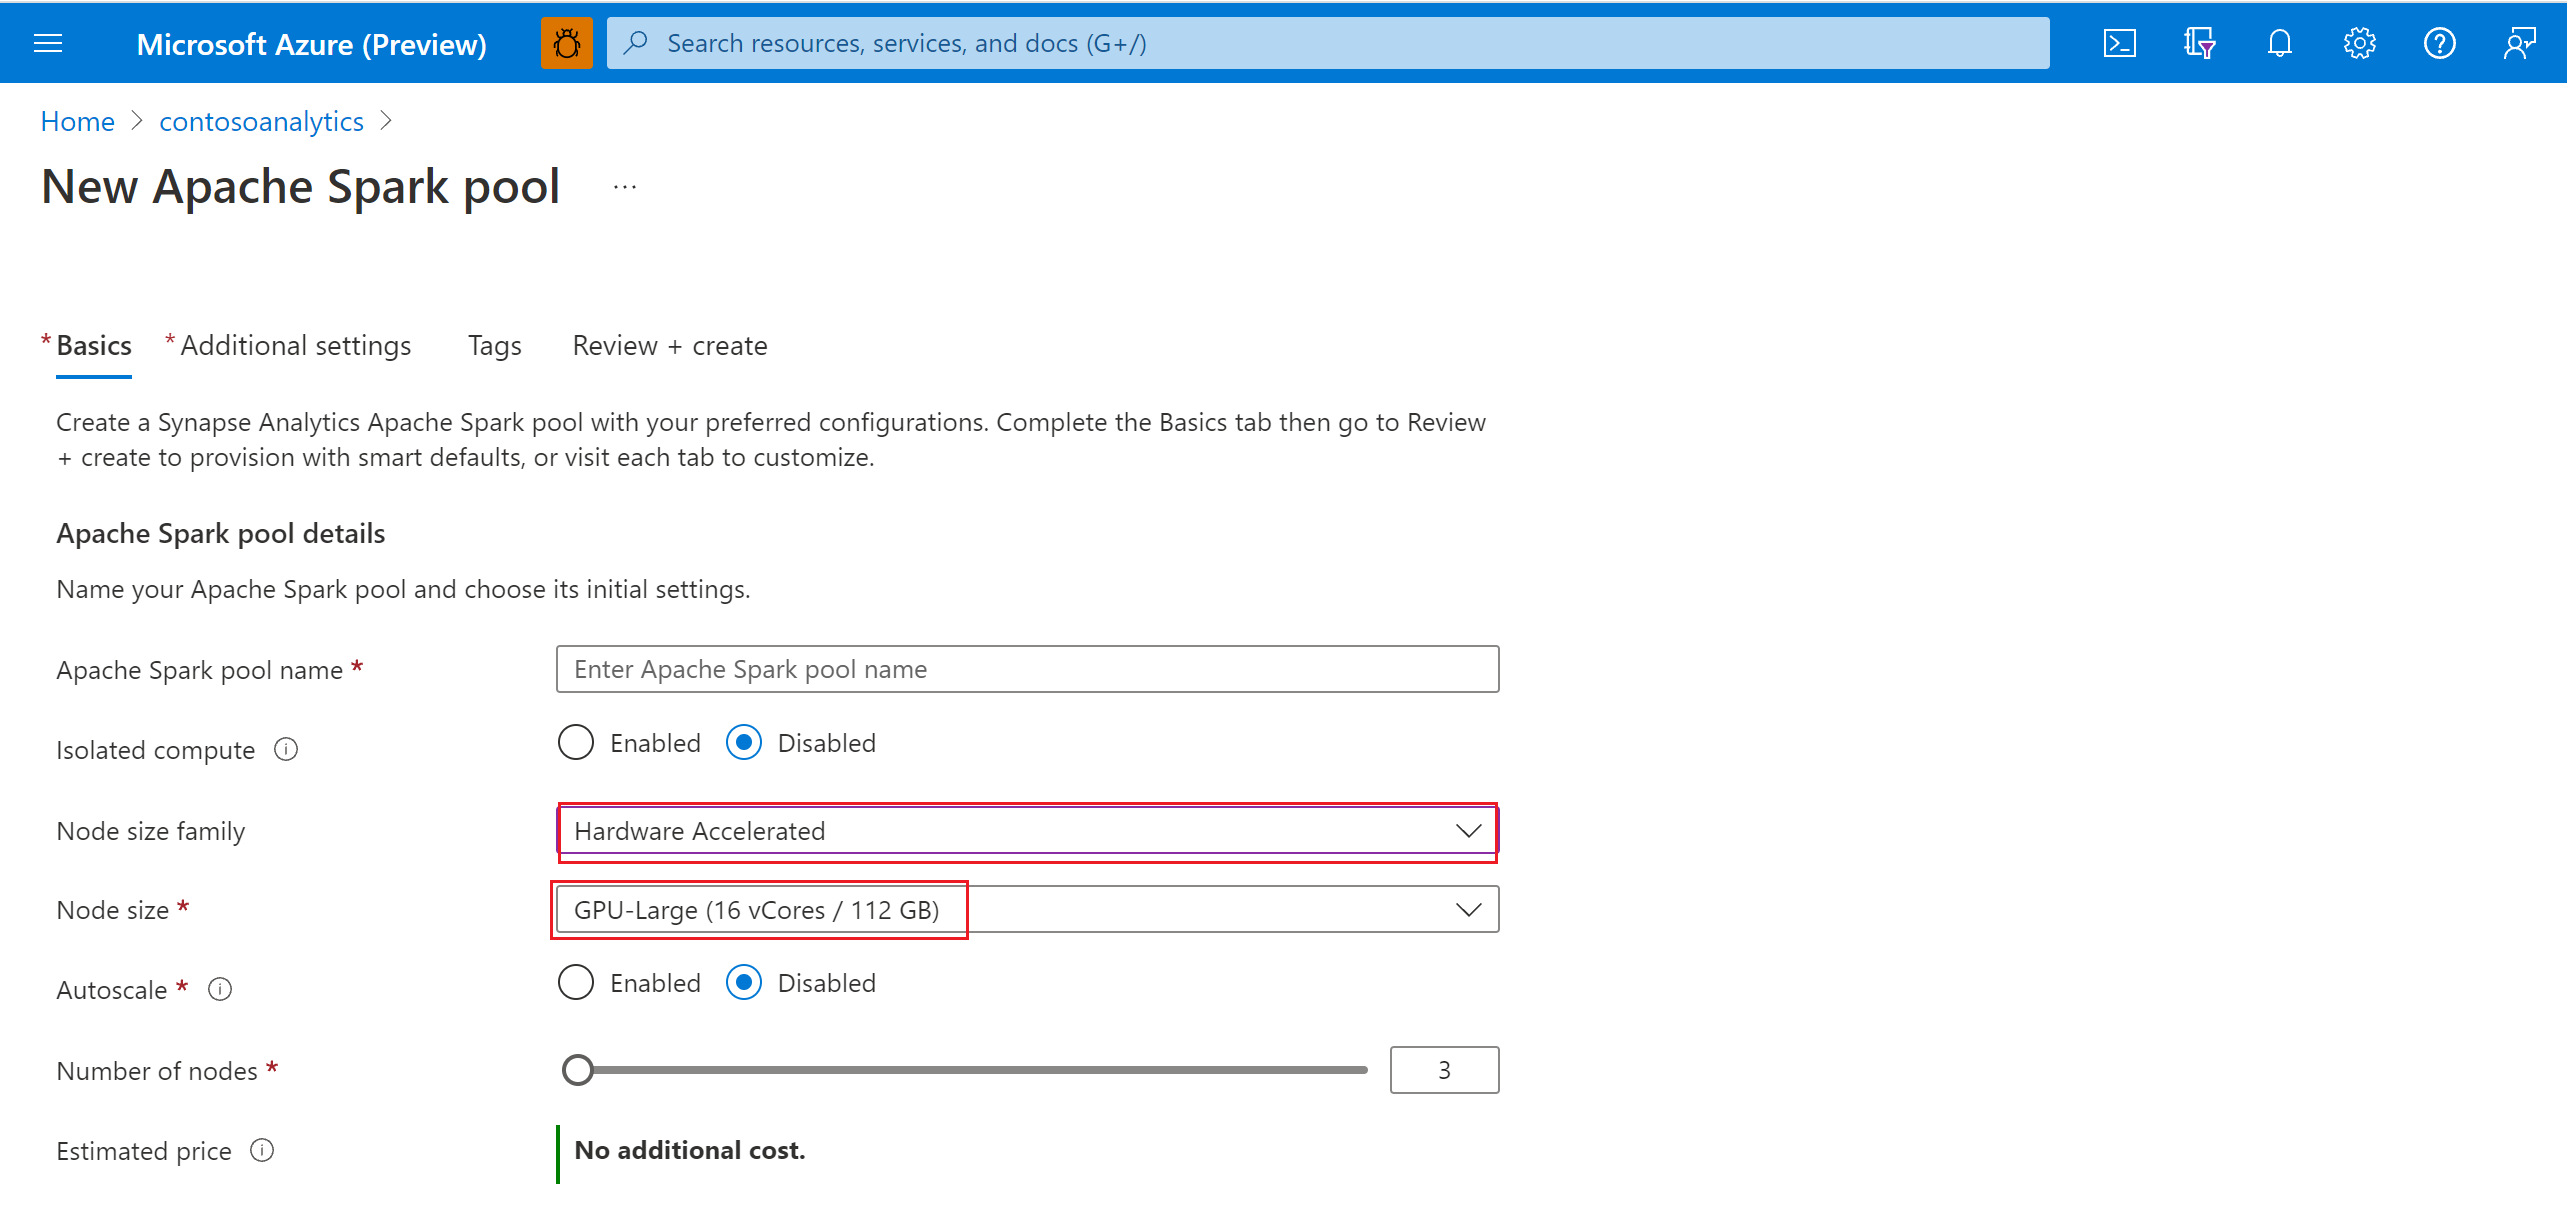 Microsoft Azure (Preview)
Search resources, services, and docs (G+/)
Home > contosoanalytics >
New Apache Spark pool ...
* Basics * Additional settings Tags Review + create
Create a Synapse Analytics Apache Spark pool with your preferred configurations. Complete the Basics tab then go to Review
+ create to provision with smart defaults, or visit each tab to customize.
Apache Spark pool details
Name your Apache Spark pool and choose its initial settings.
Apache Spark pool name * Enter Apache Spark pool name
Isolated compute Enabled Disabled
Node size family Hardware Accelerated
Node size * GPU-Large (16 vCores / 112 GB)
Autoscale * Enabled Disabled
Number of nodes * 3
Estimated price No additional cost.